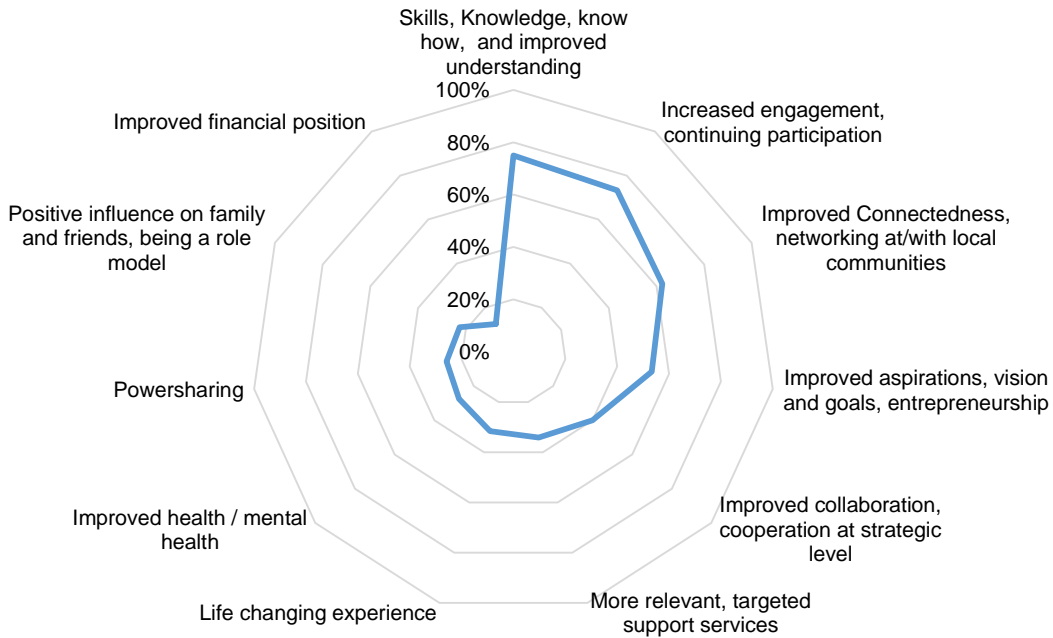 Skills, Knowledge, know
how, and improved
understanding
100%
80%
60%
40%
20%
0%
Increased engagement,
continuing participation
Improved Connectedness,
networking at/with local
communities
Improved aspirations, vision
and goals, entrepreneurship
Improved collaboration,
cooperation at strategic
level
More relevant, targeted
support services
Life changing experience
Improved health / mental
health
Powersharing
Positive influence on family
and friends, being a role
model
Improved financial position